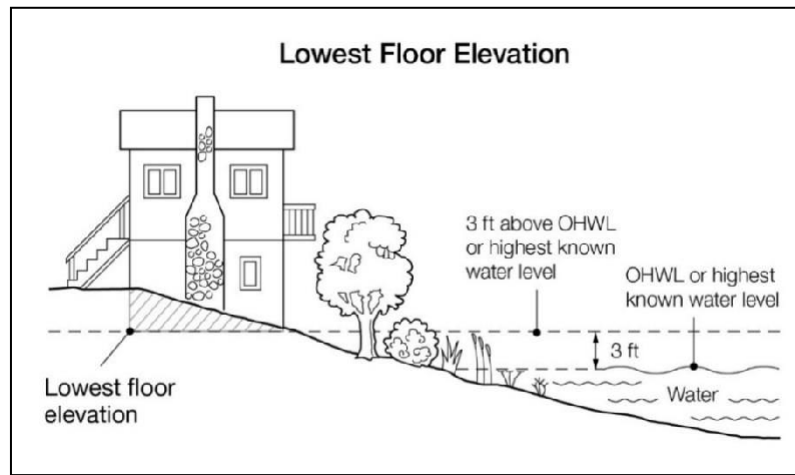 Lowest Floor Elevation
3 ft above OHWL
or highest known
water level
OHWL or highest
known water level
3 ft
Water
Lowest floor
elevation